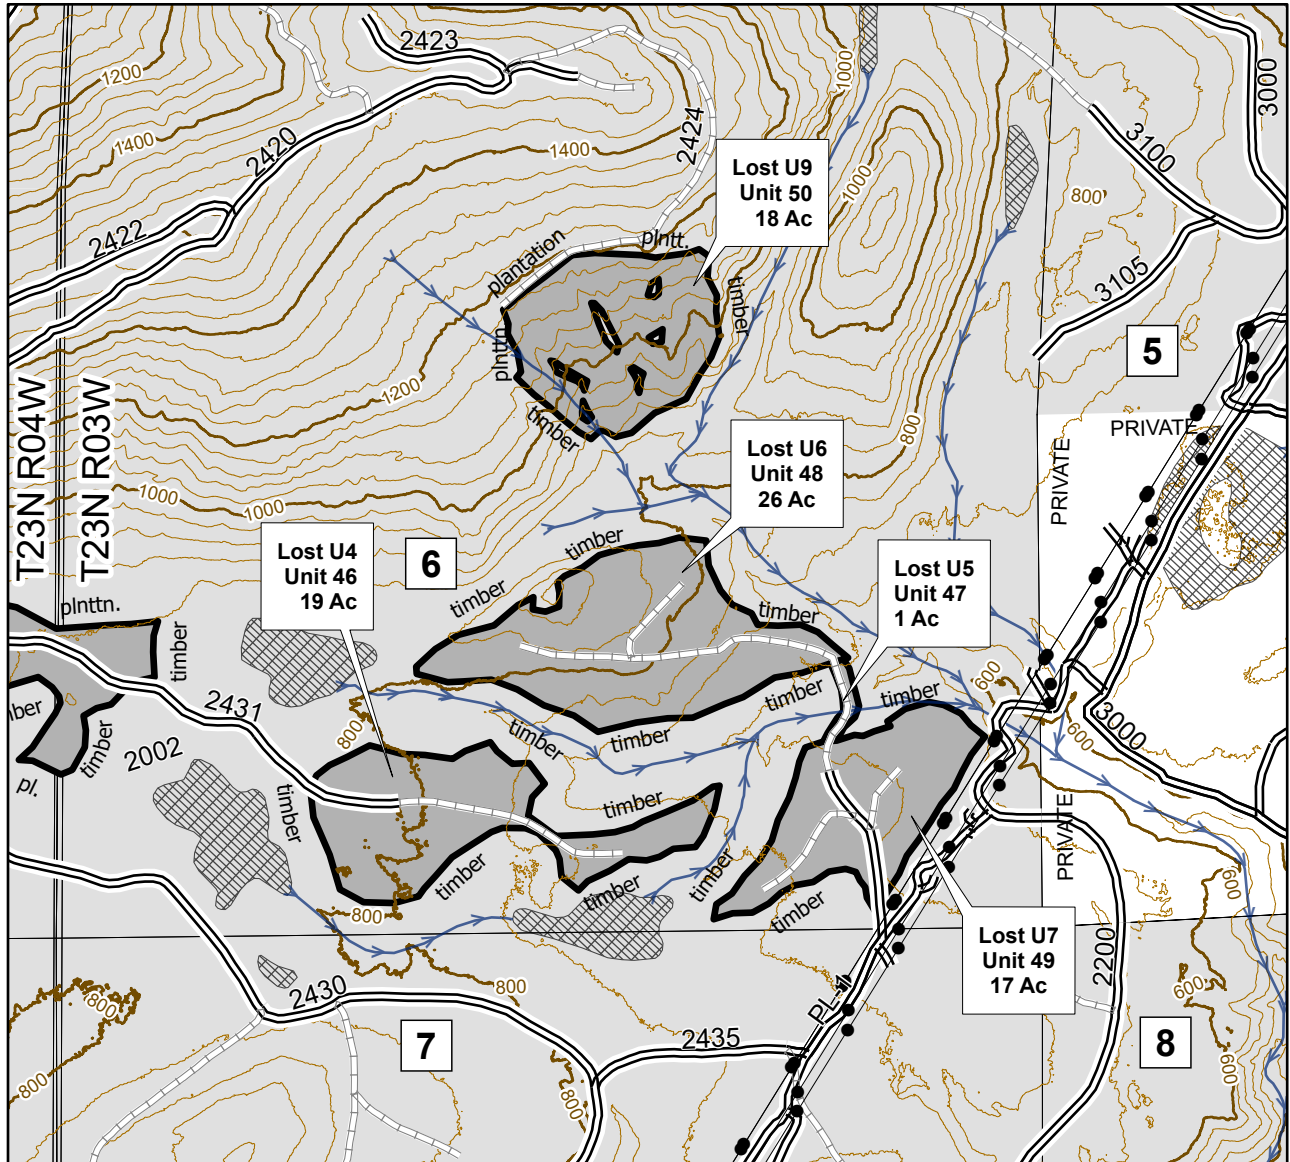 2423
1200
1000
3000
2424
1400
2420
1400
3100
Lost U9
Unit 50
18 Ac
1000
800
2422
plntt.
plantation
3105
timber
5
plnttn
1200
T23N R04W
T23N R03W
timber
800
PRIVATE
PRIVATE
Lost U6
Unit 48
26 Ac
1000
1000
Lost U4
Unit 46
19 Ac
6
timber
Lost U5
Unit 47
1 Ac
plnttn.
timber
timber
timber
600
timber
timber
2431
mber
timber
timber
800
timber
3000
600
2002
pl.
timber
timber
timber
PRIVATE
timber
timber
timber
timber
600
800
Lost U7
Unit 49
17 Ac
2200
2430
800
800
PL-1
600
7
2435
8
800
800
600